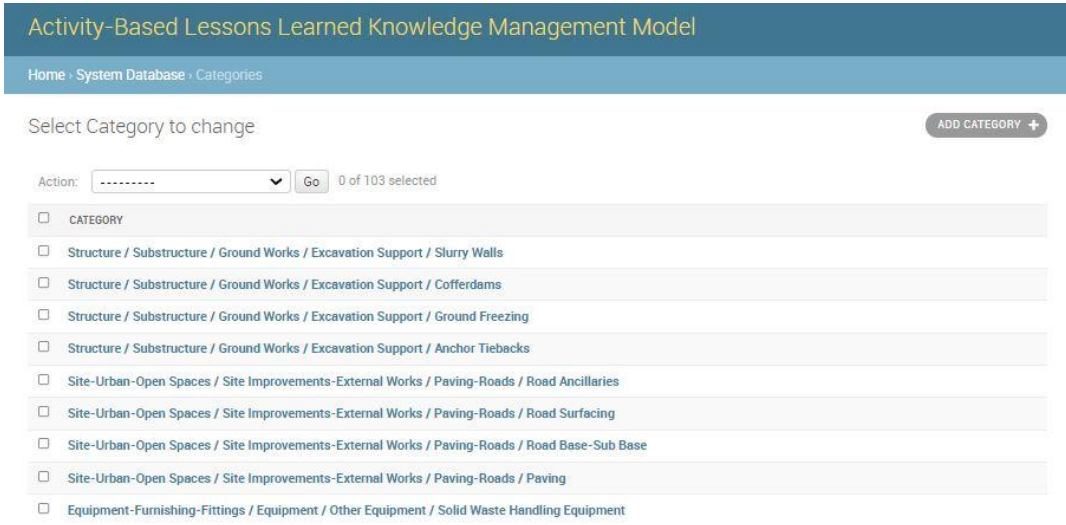 Activity-Based Lessons Learned Knowledge Management Model
Home › System Database › Categories
Select Category to change
ADD CATEGORY +
Action: --------- Go 0 of 103 selected
CATEGORY
Structure / Substructure / Ground Works / Excavation Support / Slurry Walls
Structure / Substructure / Ground Works / Excavation Support / Cofferdams
Structure / Substructure / Ground Works / Excavation Support / Ground Freezing
Structure / Substructure / Ground Works / Excavation Support / Anchor Tiebacks
Site-Urban-Open Spaces / Site Improvements-External Works / Paving-Roads / Road Ancillaries
Site-Urban-Open Spaces / Site Improvements-External Works / Paving-Roads / Road Surfacing
Site-Urban-Open Spaces / Site Improvements-External Works / Paving-Roads / Road Base-Sub Base
Site-Urban-Open Spaces / Site Improvements-External Works / Paving-Roads / Paving
Equipment-Furnishing-Fittings / Equipment / Other Equipment / Solid Waste Handling Equipment